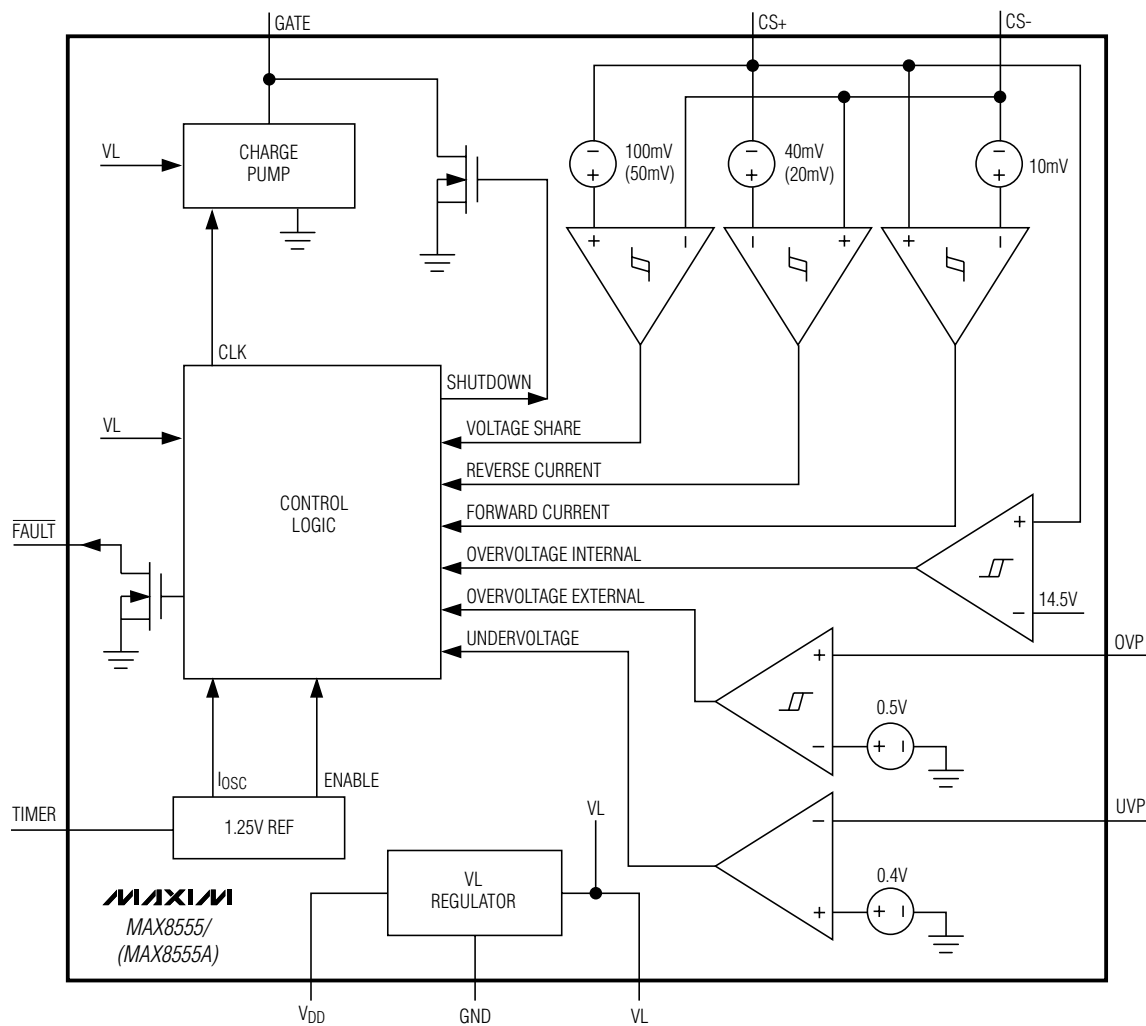 GATE
CS+
CS-
VL
CHARGE
PUMP
100mV
(50mV)
40mV
(20mV)
10mV
− + − + − +
+ − − + + −
CLK
SHUTDOWN
VL
VOLTAGE SHARE
REVERSE CURRENT
FORWARD CURRENT
OVERVOLTAGE INTERNAL
OVERVOLTAGE EXTERNAL
UNDERVOLTAGE
CONTROL
LOGIC
FAULT
+
−
14.5V
OVP
+
−
0.5V
+ −
IOSC
ENABLE
TIMER
1.25V REF
UVP
−
+
0.4V
+ −
VL
VL
REGULATOR
MAXIM
MAX8555/
(MAX8555A)
VDD
GND
VL